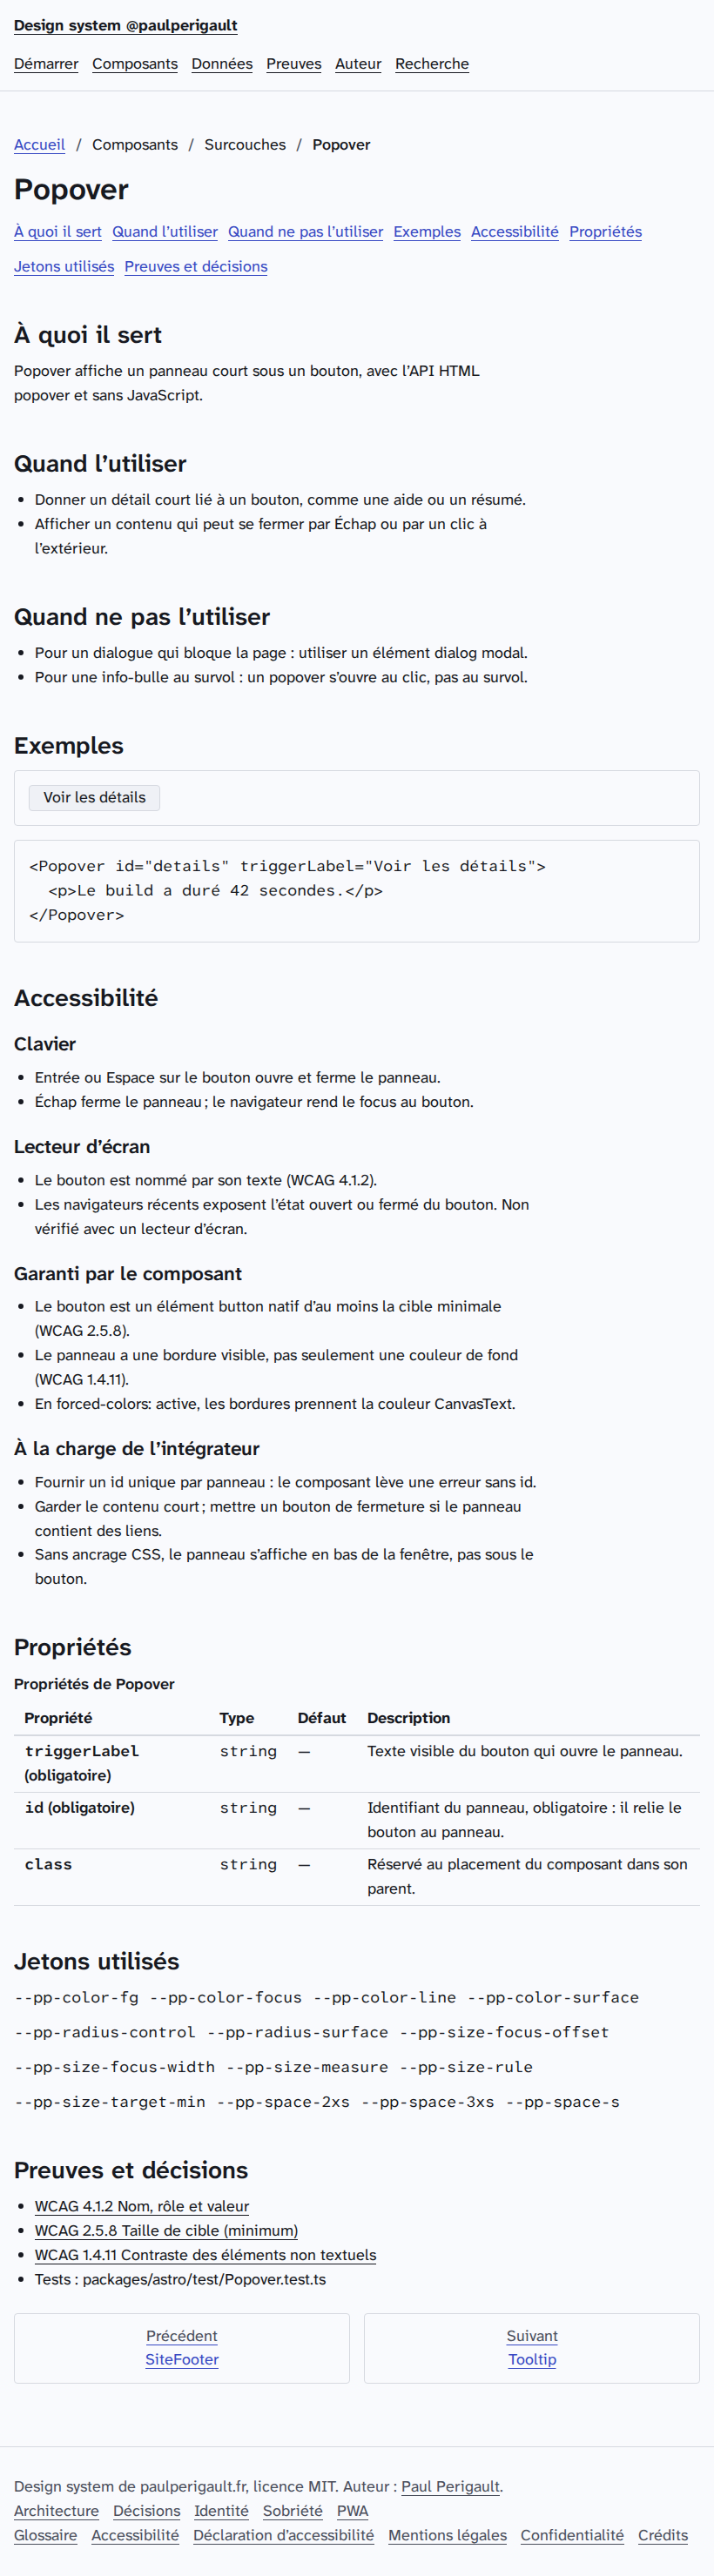 Design system @paulperigault
Démarrer Composants Données Preuves Auteur Recherche
Accueil / Composants / Surcouches / Popover
Popover
À quoi il sert Quand l’utiliser Quand ne pas l’utiliser Exemples Accessibilité Propriétés
Jetons utilisés Preuves et décisions
À quoi il sert
Popover affiche un panneau court sous un bouton, avec l’API HTML
popover et sans JavaScript.
Quand l’utiliser
• Donner un détail court lié à un bouton, comme une aide ou un résumé.
• Afficher un contenu qui peut se fermer par Échap ou par un clic à
l’extérieur.
Quand ne pas l’utiliser
• Pour un dialogue qui bloque la page : utiliser un élément dialog modal.
• Pour une info-bulle au survol : un popover s’ouvre au clic, pas au survol.
Exemples
Voir les détails
<Popover id="details" triggerLabel="Voir les détails">
  <p>Le build a duré 42 secondes.</p>
</Popover>
Accessibilité
Clavier
• Entrée ou Espace sur le bouton ouvre et ferme le panneau.
• Échap ferme le panneau ; le navigateur rend le focus au bouton.
Lecteur d’écran
• Le bouton est nommé par son texte (WCAG 4.1.2).
• Les navigateurs récents exposent l’état ouvert ou fermé du bouton. Non
vérifié avec un lecteur d’écran.
Garanti par le composant
• Le bouton est un élément button natif d’au moins la cible minimale
(WCAG 2.5.8).
• Le panneau a une bordure visible, pas seulement une couleur de fond
(WCAG 1.4.11).
• En forced-colors: active, les bordures prennent la couleur CanvasText.
À la charge de l’intégrateur
• Fournir un id unique par panneau : le composant lève une erreur sans id.
• Garder le contenu court ; mettre un bouton de fermeture si le panneau
contient des liens.
• Sans ancrage CSS, le panneau s’affiche en bas de la fenêtre, pas sous le
bouton.
Propriétés
Propriétés de Popover
Propriété Type Défaut Description
triggerLabel string — Texte visible du bouton qui ouvre le panneau.
(obligatoire)
id (obligatoire) string — Identifiant du panneau, obligatoire : il relie le
bouton au panneau.
class string — Réservé au placement du composant dans son
parent.
Jetons utilisés
--pp-color-fg --pp-color-focus --pp-color-line --pp-color-surface
--pp-radius-control --pp-radius-surface --pp-size-focus-offset
--pp-size-focus-width --pp-size-measure --pp-size-rule
--pp-size-target-min --pp-space-2xs --pp-space-3xs --pp-space-s
Preuves et décisions
• WCAG 4.1.2 Nom, rôle et valeur
• WCAG 2.5.8 Taille de cible (minimum)
• WCAG 1.4.11 Contraste des éléments non textuels
• Tests : packages/astro/test/Popover.test.ts
Précédent Suivant
SiteFooter Tooltip
Design system de paulperigault.fr, licence MIT. Auteur : Paul Perigault.
Architecture Décisions Identité Sobriété PWA
Glossaire Accessibilité Déclaration d’accessibilité Mentions légales Confidentialité Crédits